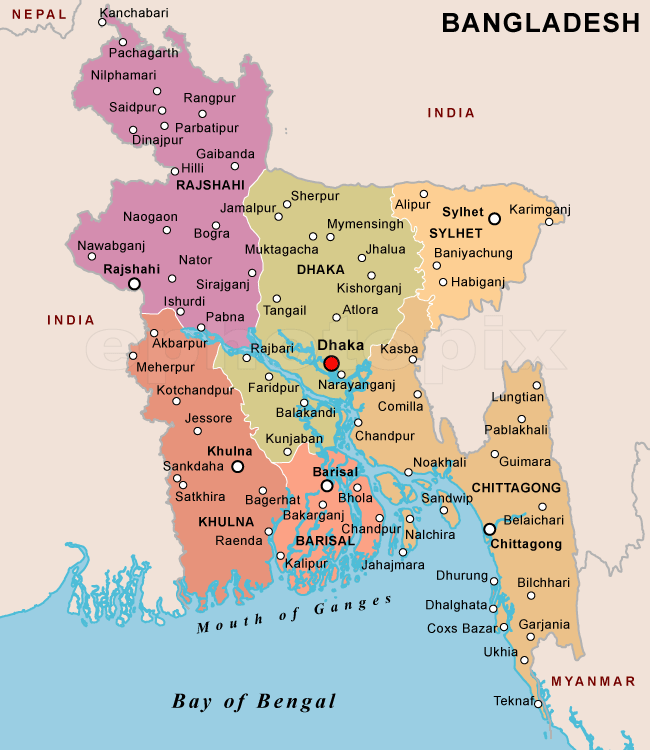 NEPAL
Kanchabari
BANGLADESH
Pachagarth
Nilphamari
Rangpur
Saidpur
INDIA
Parbatipur
Dinajpur
Gaibanda
Hilli
RAJSHAHI
Sherpur
Alipur
Jamalpur
Sylhet
Karimganj
Naogaon
Mymensingh
SYLHET
Bogra
Nawabganj
Muktagacha
Jhalua
Baniyachung
Nator
Rajshahi
DHAKA
Sirajganj
Kishorganj
Habiganj
Ishurdi
Tangail
Atlora
Pabna
INDIA
Akbarpur
Dhaka
Rajbari
Kasba
Meherpur
Narayanganj
Kotchandpur
Faridpur
Lungtian
Comilla
Balakandi
Jessore
Pablakhali
Chandpur
Kunjaban
Khulna
Noakhali
Guimara
Sankdaha
Barisal
CHITTAGONG
Satkhira
Bagerhat
Bhola
Sandwip
Bakarganj
Belaichari
KHULNA
Chandpur
Nalchira
Raenda
BARISAL
Chittagong
Kalipur
Jahajmara
Dhurung
Bilchhari
Mouth of Ganges
Dhalghata
Coxs Bazar
Garjania
Ukhia
MYANMAR
Bay of Bengal
Teknaf